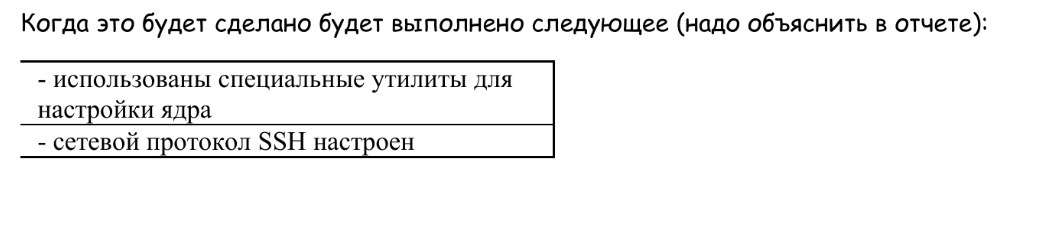 Когда это будет сделано будет выполнено следующее (надо объяснить в отчете):
- использованы специальные утилиты для
настройки ядра
- сетевой протокол SSH настроен